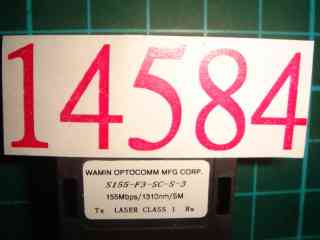 14584
WAMIN OPTOCOMM MFG CORP.
S155-F3-SC-S-3
155Mbps/1310nm/SM
Tx LASER CLASS 1 Rx